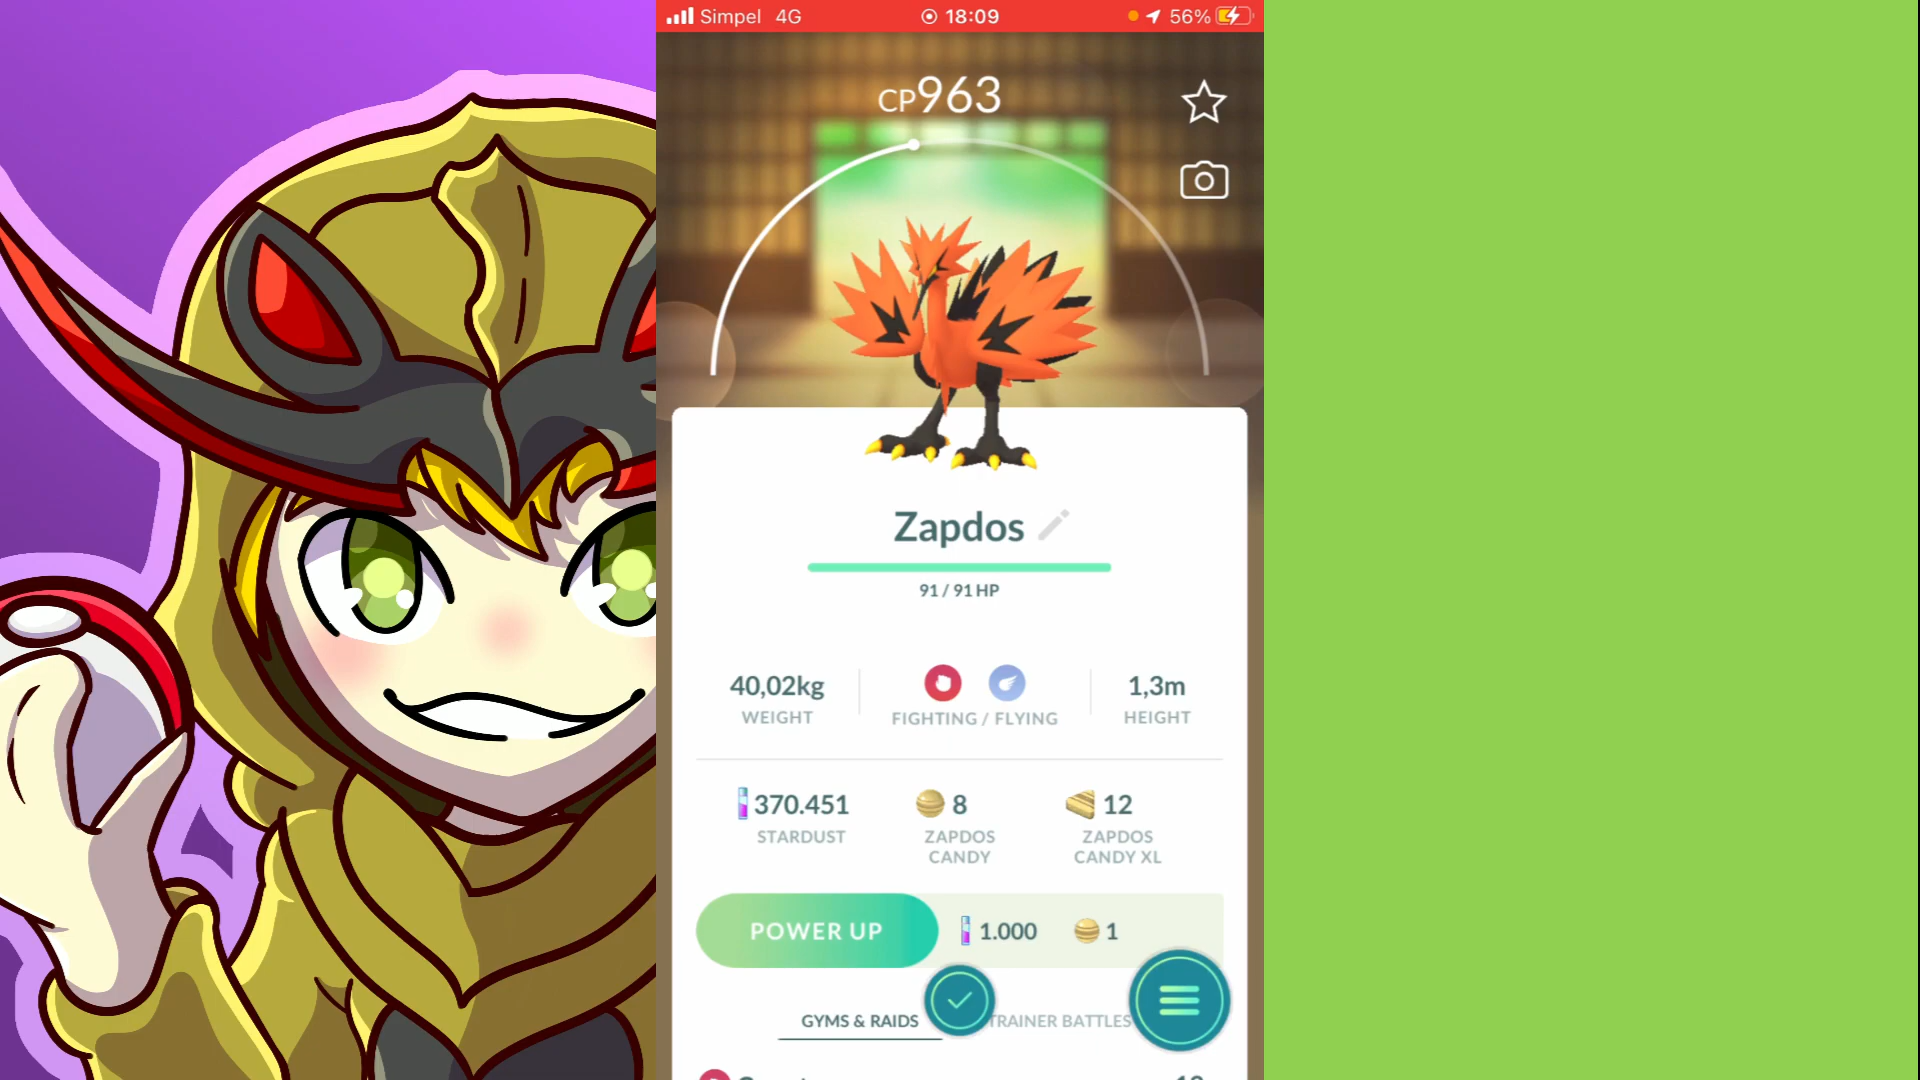 Simpel 4G 18:09 56%
CP963
Zapdos
91 / 91 HP
40,02kg FIGHTING / FLYING 1,3m
WEIGHT HEIGHT
370.451 8 12
STARDUST ZAPDOS CANDY ZAPDOS CANDY XL
POWER UP 1.000 1
GYMS & RAIDS TRAINER BATTLES